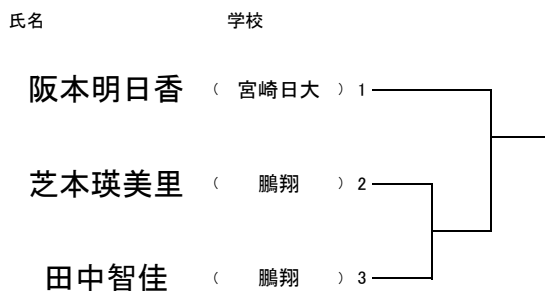 氏名 学校
阪本明日香 （ 宮崎日大 ） 1
芝本瑛美里 （ 鵬翔 ） 2
田中智佳 （ 鵬翔 ） 3